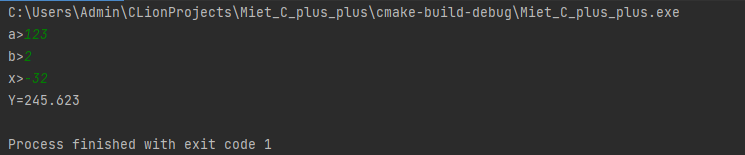 C:\Users\Admin\CLionProjects\Miet_C_plus_plus\cmake-build-debug\Miet_C_plus_plus.exe
a>123
b>2
x>-32
Y=245.623
Process finished with exit code 1